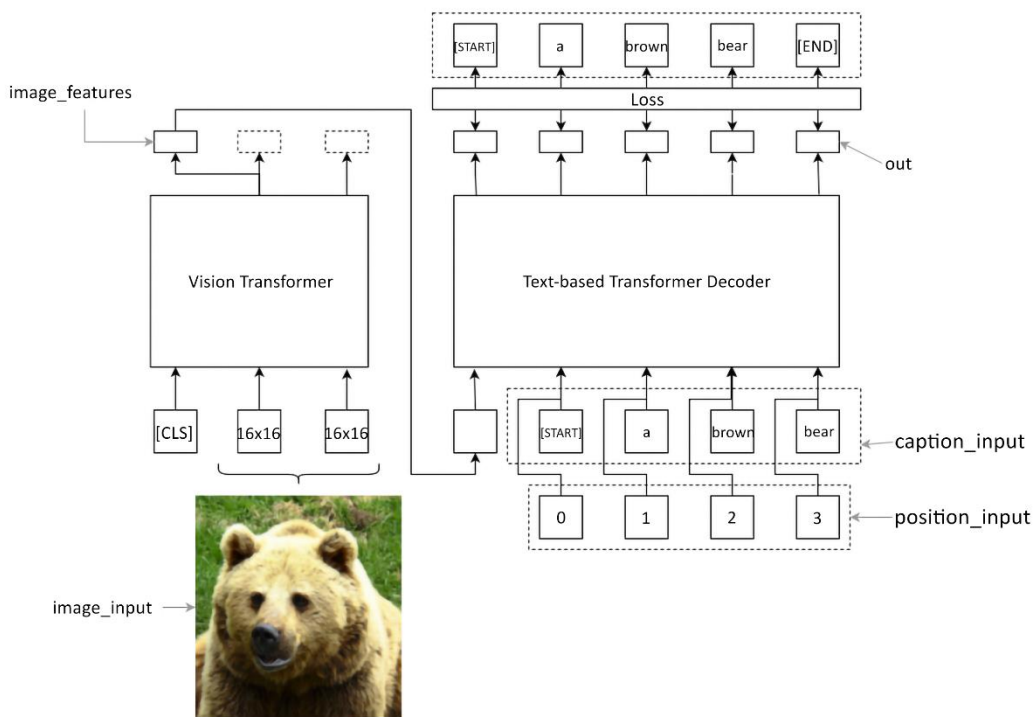 [START]
a
brown
bear
[END]
image_features
Loss
out
Vision Transformer
Text-based Transformer Decoder
[CLS]
16x16
16x16
[START]
a
brown
bear
caption_input
0
1
2
3
position_input
image_input